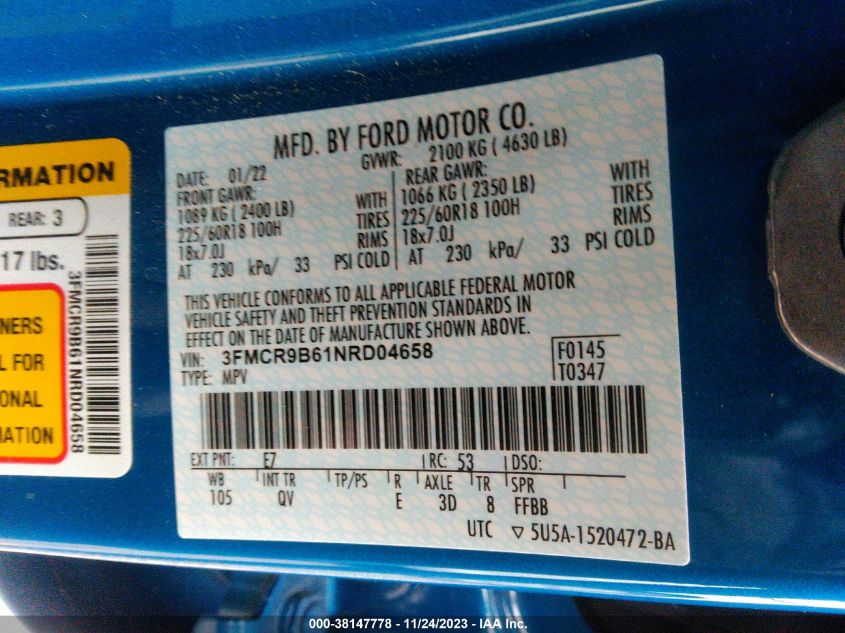 RMATION
REAR: 3
17 lbs.
NERS
L FOR
ONAL
MATION
3FMCR9B61NRD04658
MFD. BY FORD MOTOR CO.
DATE: 01/22 GVWR: 2100 KG ( 4630 LB)
FRONT GAWR: REAR GAWR:
1089 KG ( 2400 LB) WITH 1066 KG ( 2350 LB) WITH
225/60R18 100H TIRES 225/60R18 100H TIRES
18x7.0J RIMS 18x7.0J RIMS
AT 230 kPa/ 33 PSI COLD AT 230 kPa/ 33 PSI COLD
THIS VEHICLE CONFORMS TO ALL APPLICABLE FEDERAL MOTOR
VEHICLE SAFETY AND THEFT PREVENTION STANDARDS IN
EFFECT ON THE DATE OF MANUFACTURE SHOWN ABOVE.
VIN: 3FMCR9B61NRD04658 F0145
TYPE: MPV T0347
EXT PNT: E7 RC: 53 DSO:
WB INT TR TP/PS R AXLE TR SPR
105 QV E 3D 8 FFBB
UTC ▽ 5U5A-1520472-BA
000-38147778 - 11/24/2023 - IAA Inc.